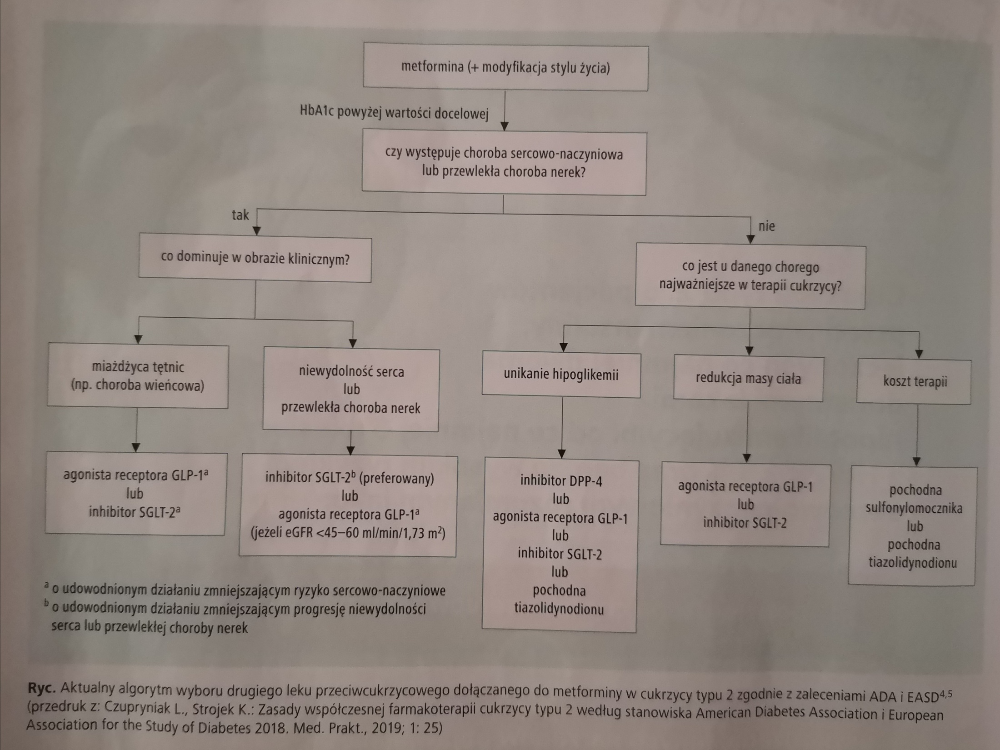 metformina (+ modyfikacja stylu życia)
HbA1c powyżej wartości docelowej
czy występuje choroba sercowo-naczyniowa
lub przewlekła choroba nerek?
tak
nie
co dominuje w obrazie klinicznym?
co jest u danego chorego
najważniejsze w terapii cukrzycy?
miażdżyca tętnic
(np. choroba wieńcowa)
niewydolność serca
lub
przewlekła choroba nerek
unikanie hipoglikemii
redukcja masy ciała
koszt terapii
agonista receptora GLP-1ᵃ
lub
inhibitor SGLT-2ᵃ
inhibitor SGLT-2ᵇ (preferowany)
lub
agonista receptora GLP-1ᵃ
(jeżeli eGFR <45–60 ml/min/1,73 m²)
inhibitor DPP-4
lub
agonista receptora GLP-1
lub
inhibitor SGLT-2
lub
pochodna
tiazolidynodionu
agonista receptora GLP-1
lub
inhibitor SGLT-2
pochodna
sulfonylomocznika
lub
pochodna
tiazolidynodionu
ᵃ o udowodnionym działaniu zmniejszającym ryzyko sercowo-naczyniowe
ᵇ o udowodnionym działaniu zmniejszającym progresję niewydolności
serca lub przewlekłej choroby nerek
Ryc. Aktualny algorytm wyboru drugiego leku przeciwcukrzycowego dołączanego do metforminy w cukrzycy typu 2 zgodnie z zaleceniami ADA i EASD⁴,⁵
(przedruk z: Czupryniak L., Strojek K.: Zasady współczesnej farmakoterapii cukrzycy typu 2 według stanowiska American Diabetes Association i European
Association for the Study of Diabetes 2018. Med. Prakt., 2019; 1: 25)